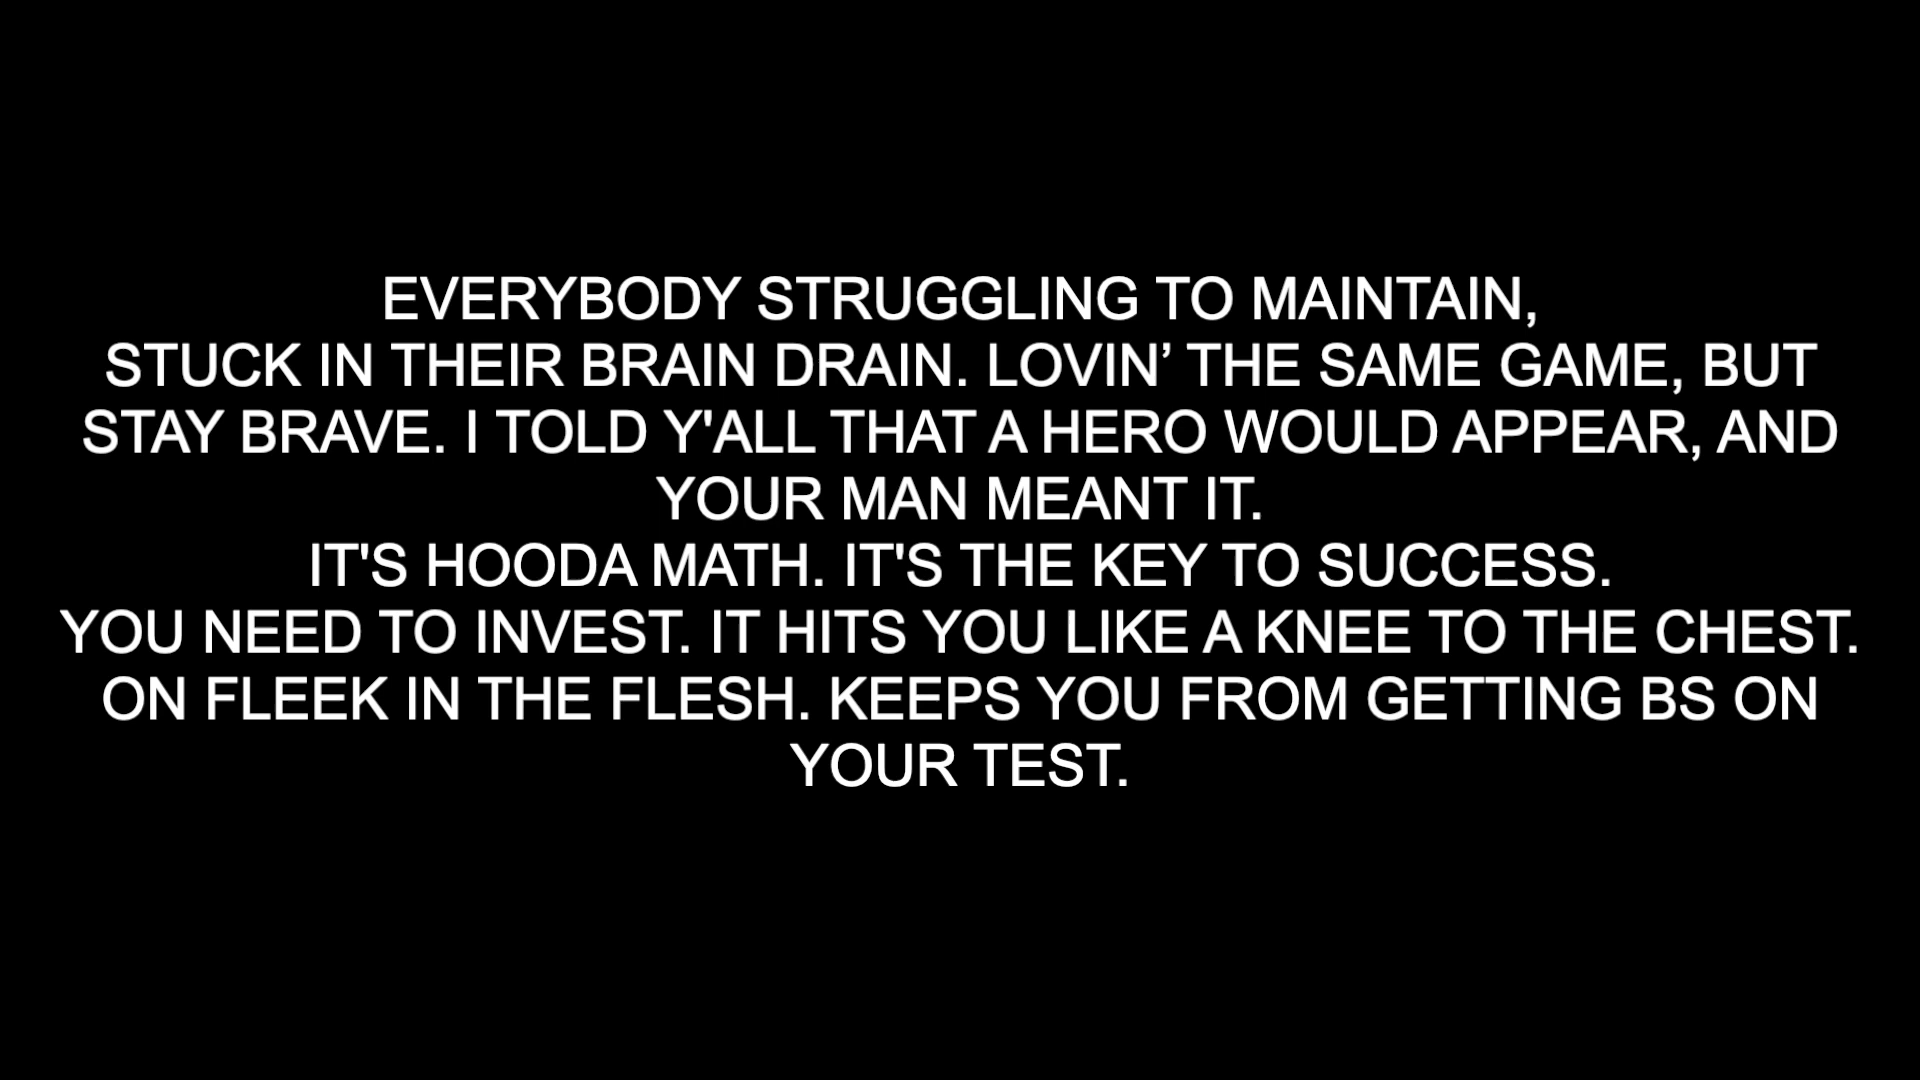 EVERYBODY STRUGGLING TO MAINTAIN,
STUCK IN THEIR BRAIN DRAIN. LOVIN’ THE SAME GAME, BUT
STAY BRAVE. I TOLD Y'ALL THAT A HERO WOULD APPEAR, AND
YOUR MAN MEANT IT.
IT'S HOODA MATH. IT'S THE KEY TO SUCCESS.
YOU NEED TO INVEST. IT HITS YOU LIKE A KNEE TO THE CHEST.
ON FLEEK IN THE FLESH. KEEPS YOU FROM GETTING BS ON
YOUR TEST.